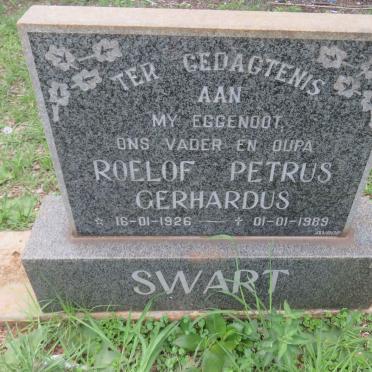 TER GEDAGTENIS
AAN
MY EGGENOOT,
ONS VADER EN OUPA
ROELOF PETRUS
GERHARDUS
* 16-01-1926 — + 01-01-1989
SWART